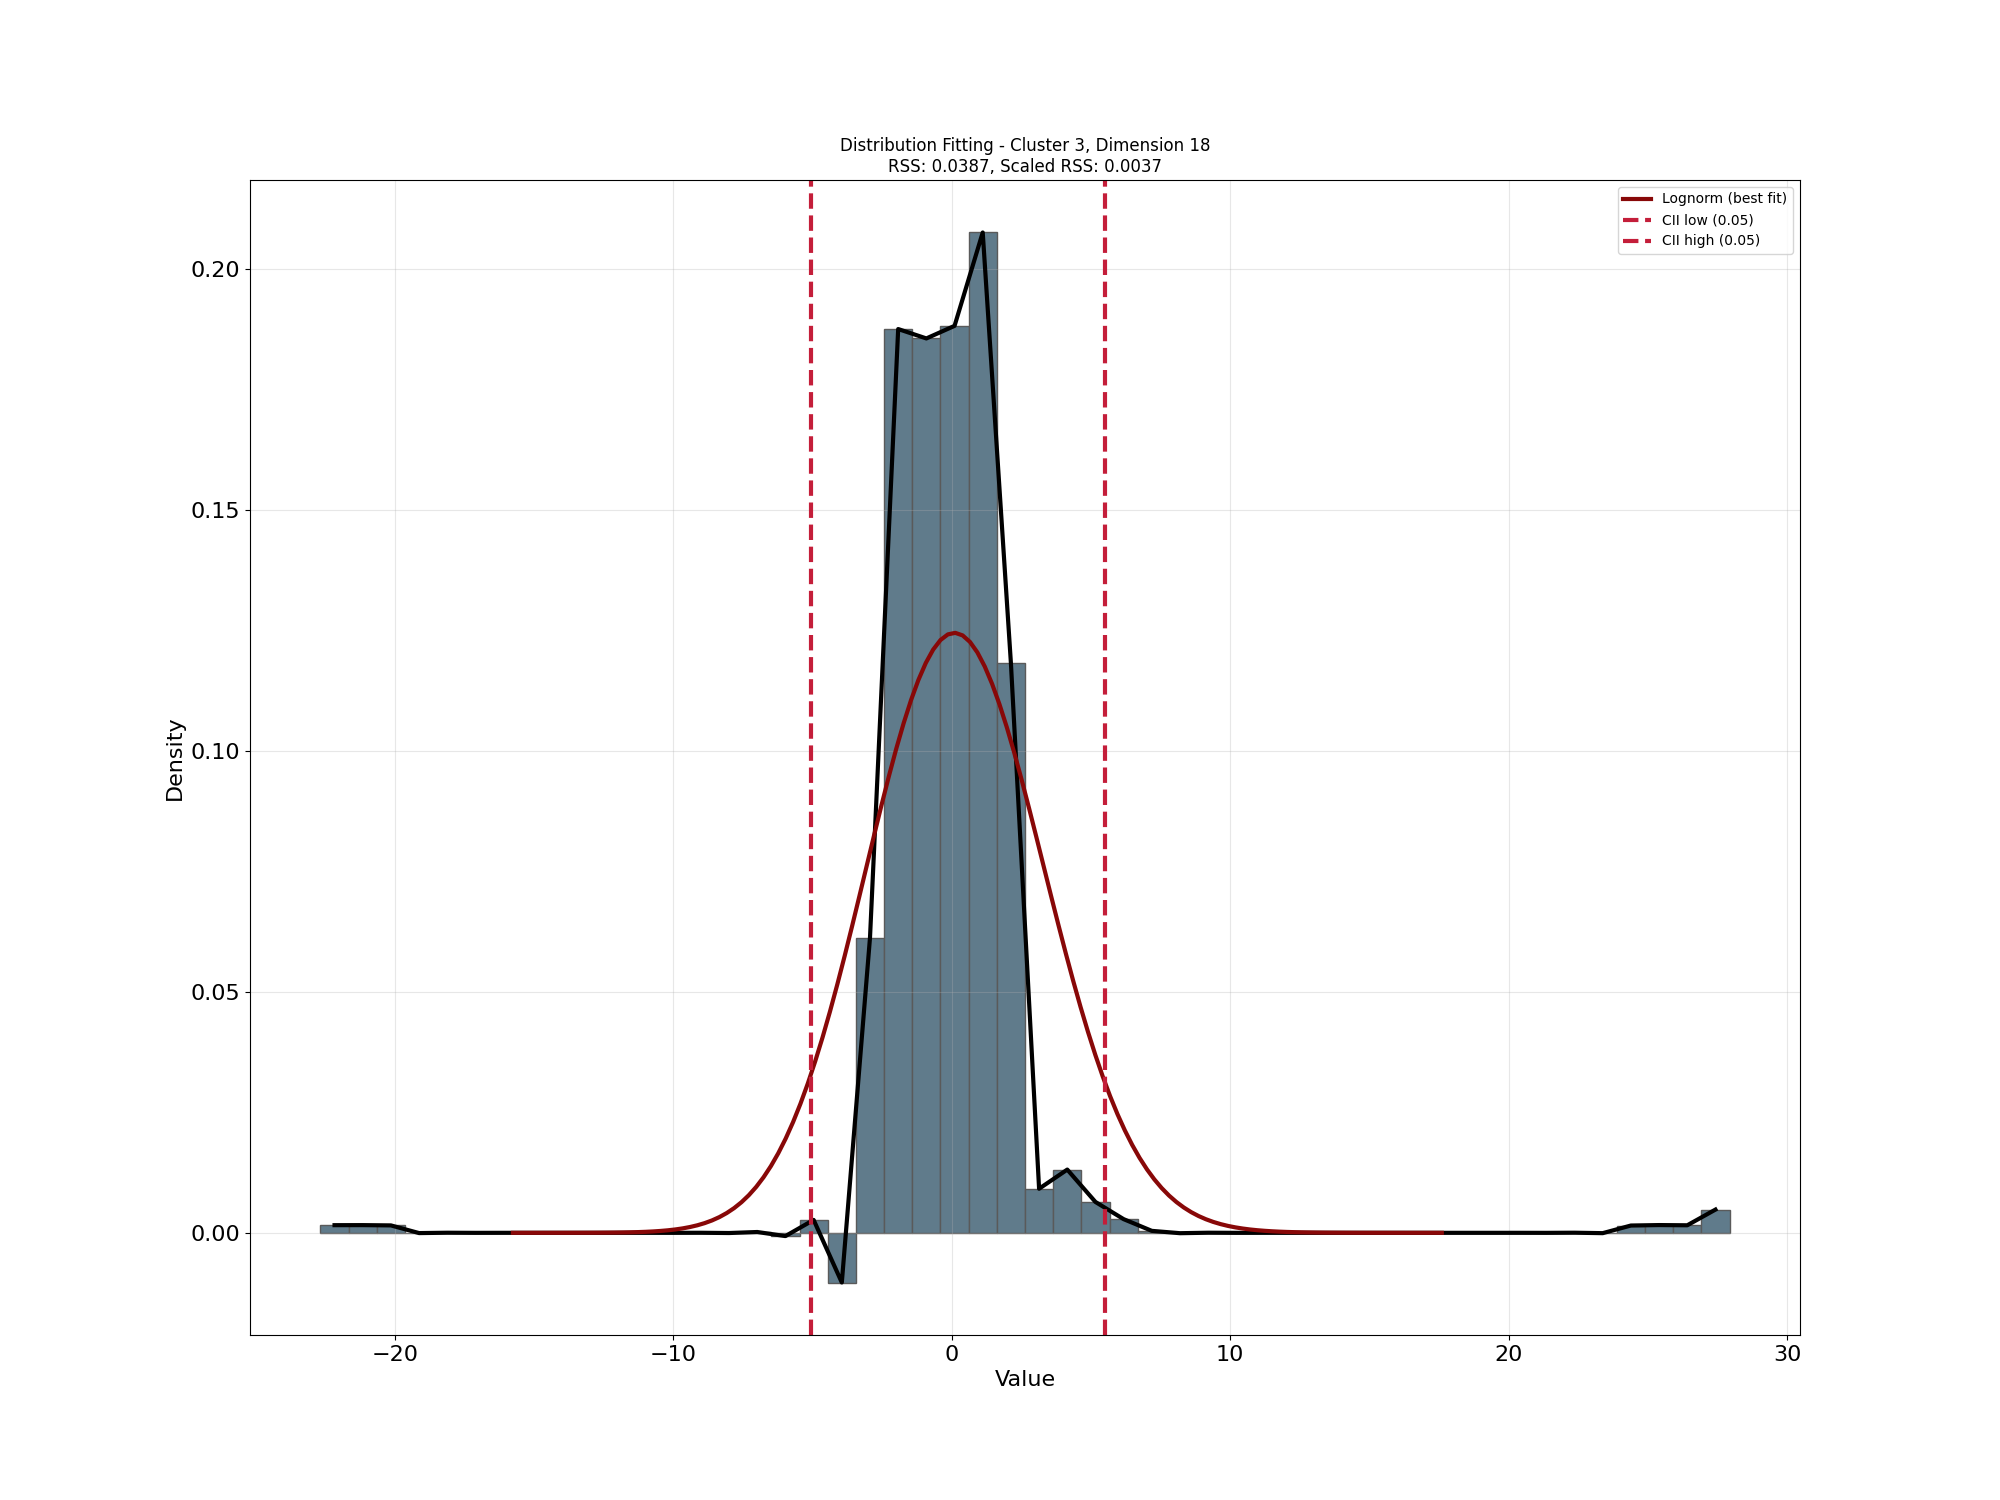 Distribution Fitting - Cluster 3, Dimension 18
RSS: 0.0387, Scaled RSS: 0.0037
Lognorm (best fit)
CII low (0.05)
CII high (0.05)
0.20
0.15
0.10
0.05
0.00
Density
−20
−10
0
10
20
30
Value